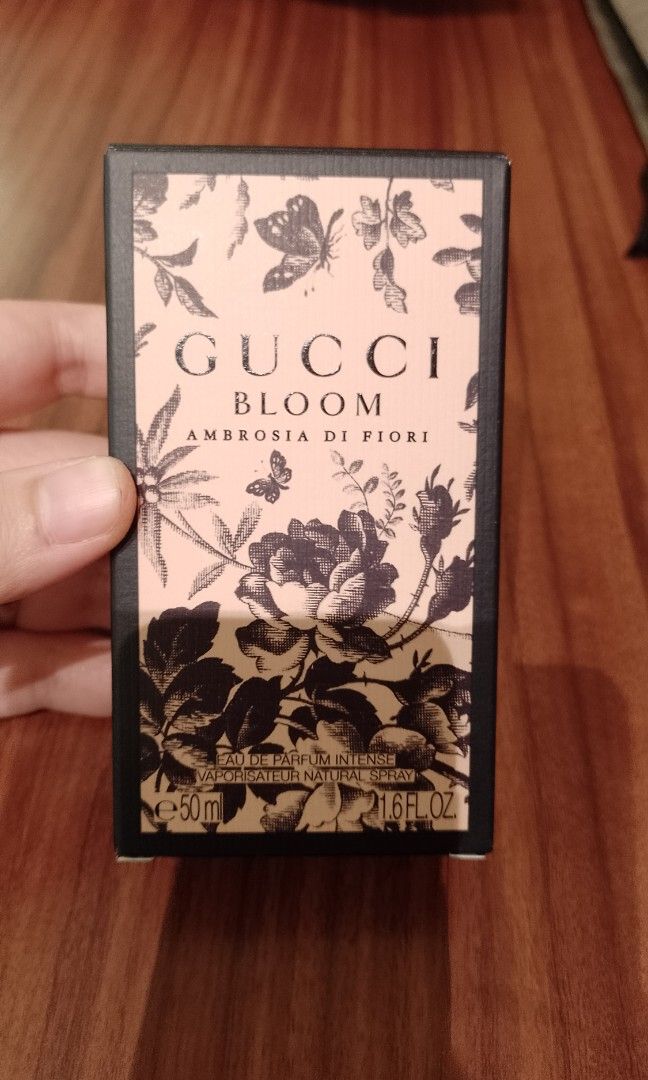 GUCCI
BLOOM
AMBROSIA DI FIORI
EAU DE PARFUM INTENSE
VAPORISATEUR NATURAL SPRAY
℮50 ml 1.6 FL.OZ.